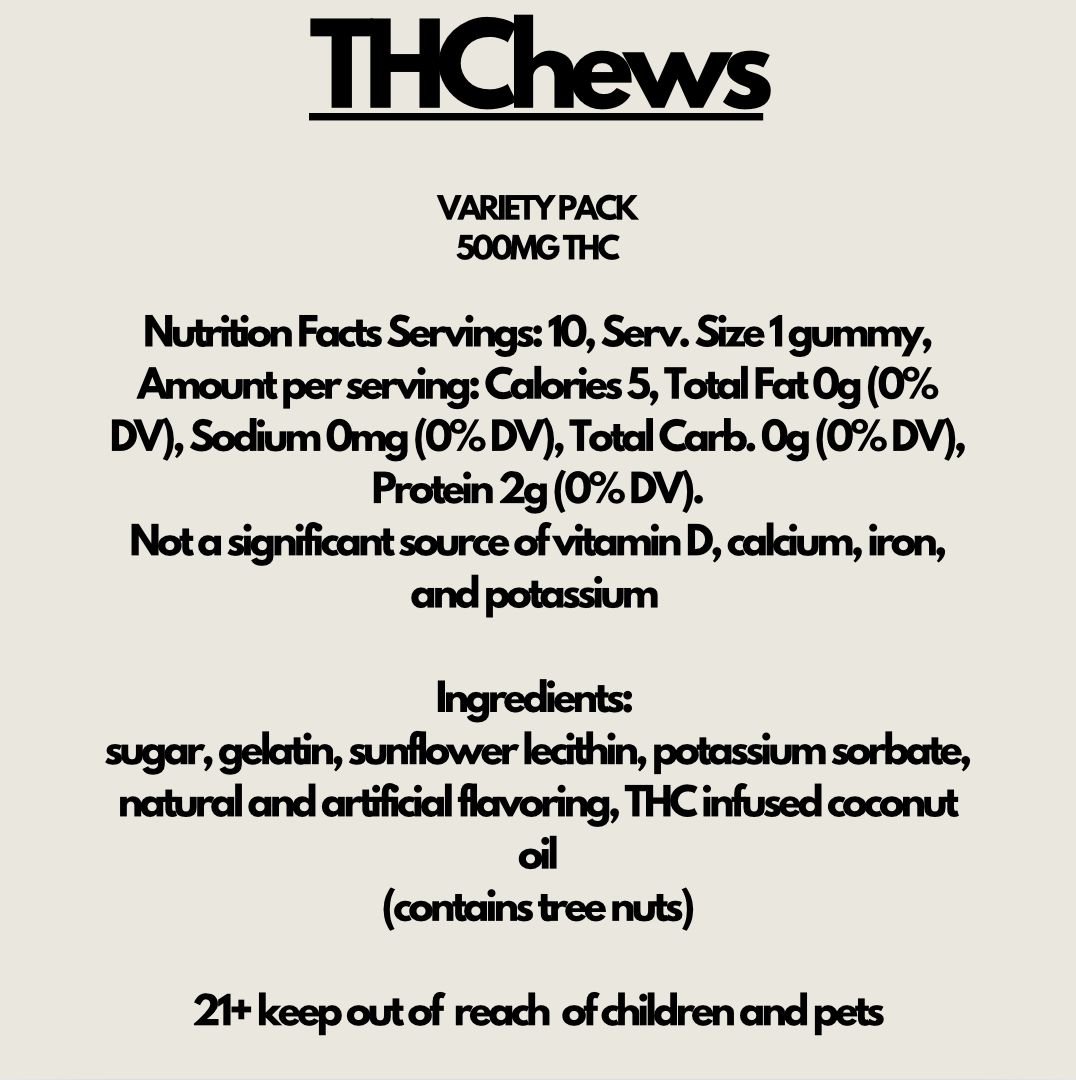 THChews
VARIETY PACK
500MG THC
Nutrition Facts Servings: 10, Serv. Size 1 gummy,
Amount per serving: Calories 5, Total Fat 0g (0%
DV), Sodium 0mg (0% DV), Total Carb. 0g (0% DV),
Protein 2g (0% DV).
Not a significant source of vitamin D, calcium, iron,
and potassium
Ingredients:
sugar, gelatin, sunflower lecithin, potassium sorbate,
natural and artificial flavoring, THC infused coconut
oil
(contains tree nuts)
21+ keep out of reach of children and pets